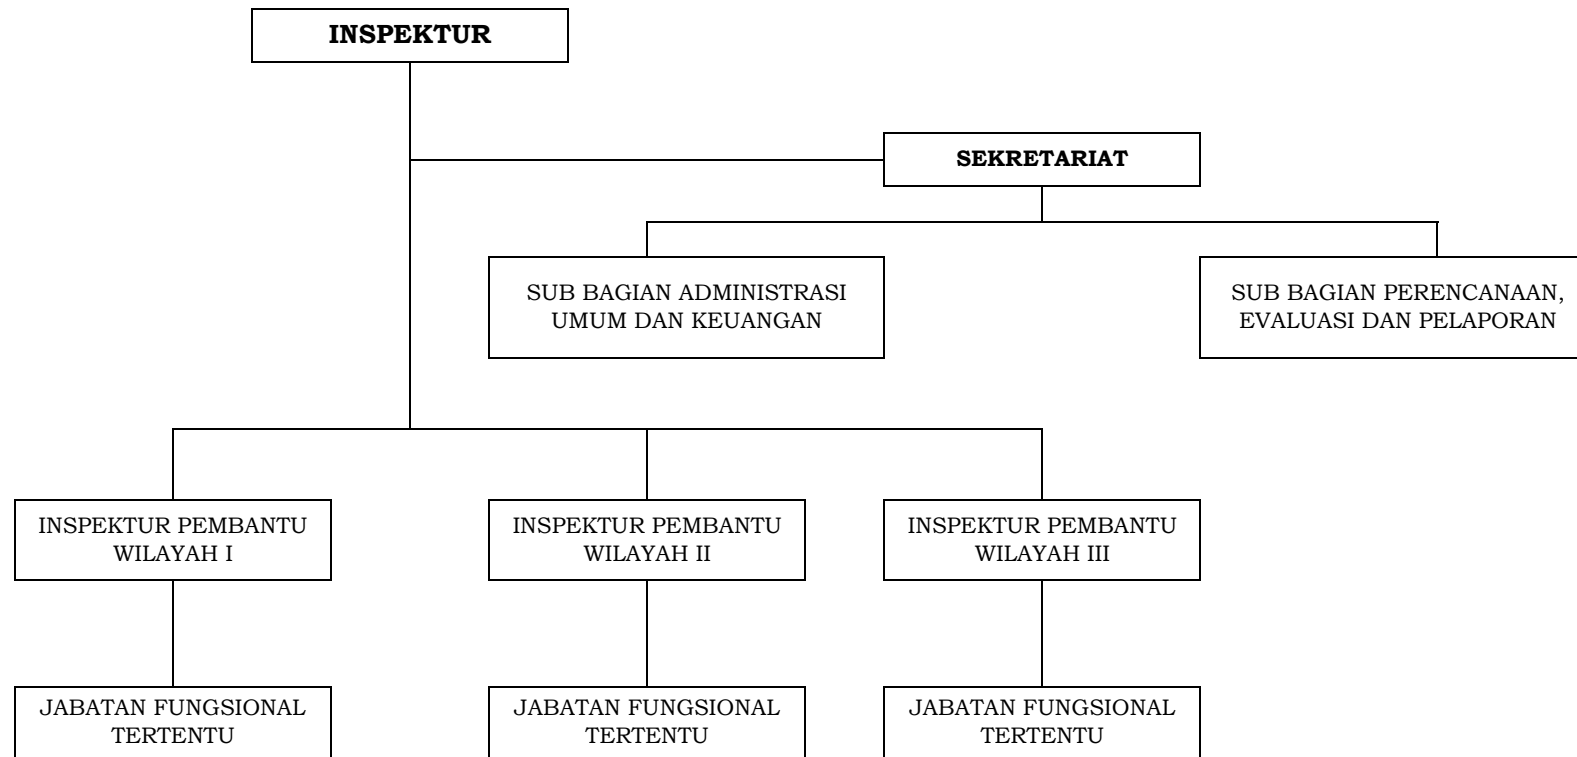 INSPEKTUR
SEKRETARIAT
SUB BAGIAN ADMINISTRASI
UMUM DAN KEUANGAN
SUB BAGIAN PERENCANAAN,
EVALUASI DAN PELAPORAN
INSPEKTUR PEMBANTU
WILAYAH I
INSPEKTUR PEMBANTU
WILAYAH II
INSPEKTUR PEMBANTU
WILAYAH III
JABATAN FUNGSIONAL
TERTENTU
JABATAN FUNGSIONAL
TERTENTU
JABATAN FUNGSIONAL
TERTENTU